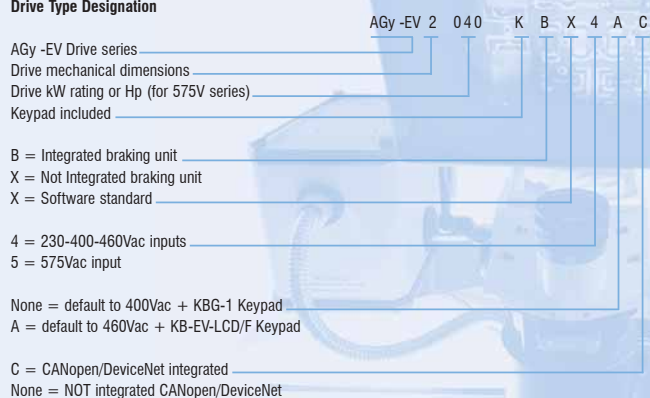 Drive Type Designation
AGy -EV 2 040 K B X 4 A C
AGy -EV Drive series
Drive mechanical dimensions
Drive kW rating or Hp (for 575V series)
Keypad included
B = Integrated braking unit
X = Not Integrated braking unit
X = Software standard
4 = 230-400-460Vac inputs
5 = 575Vac input
None = default to 400Vac + KBG-1 Keypad
A = default to 460Vac + KB-EV-LCD/F Keypad
C = CANopen/DeviceNet integrated
None = NOT integrated CANopen/DeviceNet